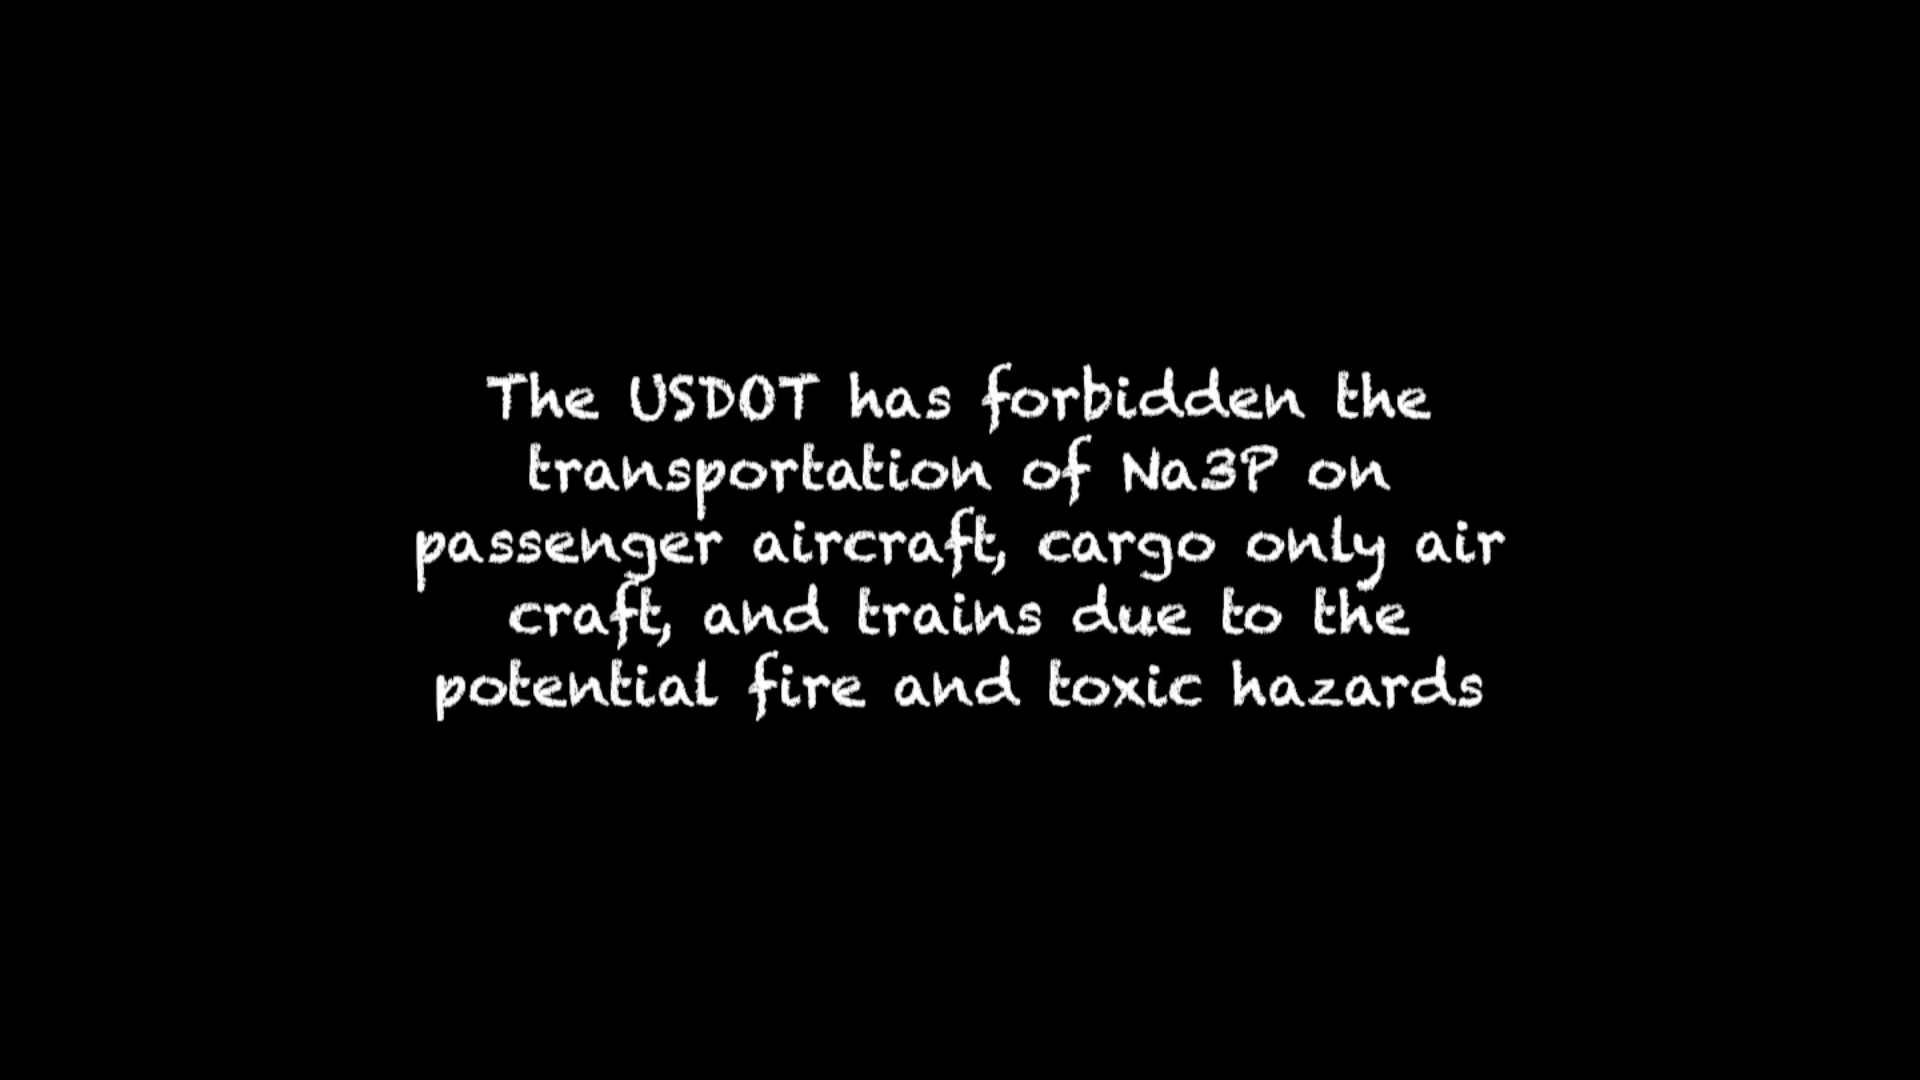 The USDOT has forbidden the
transportation of Na3P on
passenger aircraft, cargo only air
craft, and trains due to the
potential fire and toxic hazards